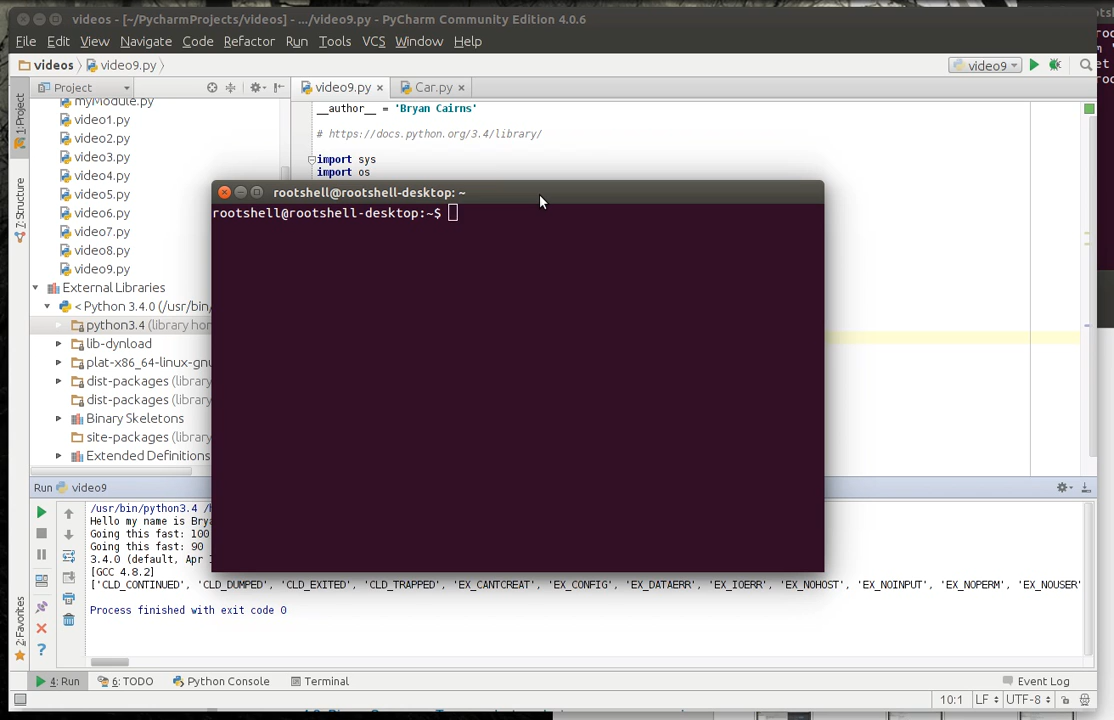 videos - [~/PycharmProjects/videos] - .../video9.py - PyCharm Community Edition 4.0.6
File Edit View Navigate Code Refactor Run Tools VCS Window Help
videos video9.py video9
1: Project
7: Structure
2: Favorites
Project
myModule.py
video1.py
video2.py
video3.py
video4.py
video5.py
video6.py
video7.py
video8.py
video9.py
External Libraries
< Python 3.4.0 (/usr/bin/
python3.4 (library hom
lib-dynload
plat-x86_64-linux-gnu
dist-packages (library
dist-packages (library
Binary Skeletons
site-packages (library
Extended Definitions
video9.py Car.py
__author__ = 'Bryan Cairns'
# https://docs.python.org/3.4/library/
import sys
import os
rootshell@rootshell-desktop: ~
rootshell@rootshell-desktop:~$
Run video9
/usr/bin/python3.4 /h
Hello my name is Brya
Going this fast: 100
Going this fast: 90
3.4.0 (default, Apr 1
[GCC 4.8.2]
['CLD_CONTINUED', 'CLD_DUMPED', 'CLD_EXITED', 'CLD_TRAPPED', 'EX_CANTCREAT', 'EX_CONFIG', 'EX_DATAERR', 'EX_IOERR', 'EX_NOHOST', 'EX_NOINPUT', 'EX_NOPERM', 'EX_NOUSER'
Process finished with exit code 0
4: Run 6: TODO Python Console Terminal Event Log
10:1 LF UTF-8